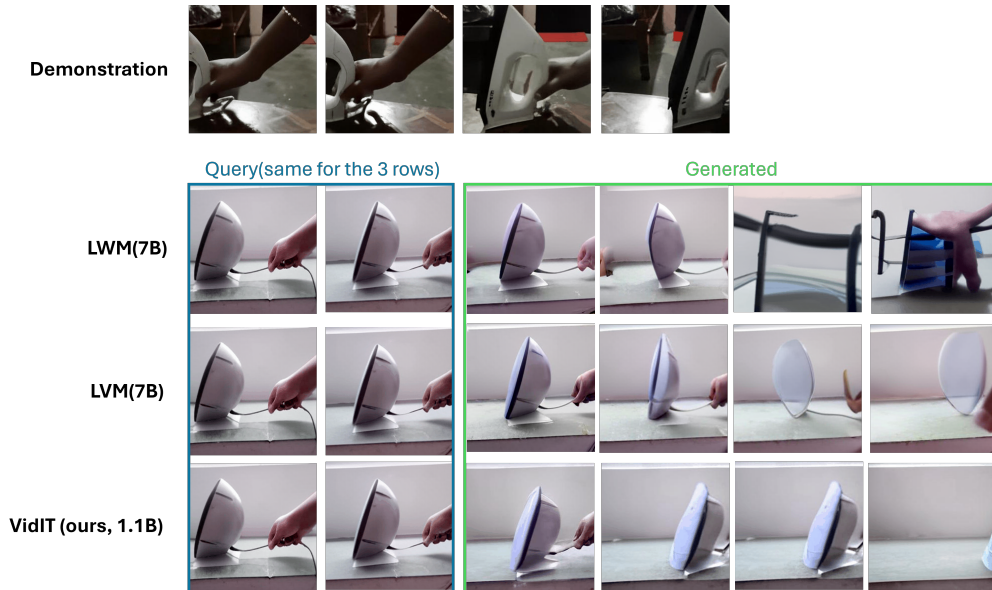 Demonstration
Query(same for the 3 rows)
Generated
LWM(7B)
LVM(7B)
VidIT (ours, 1.1B)